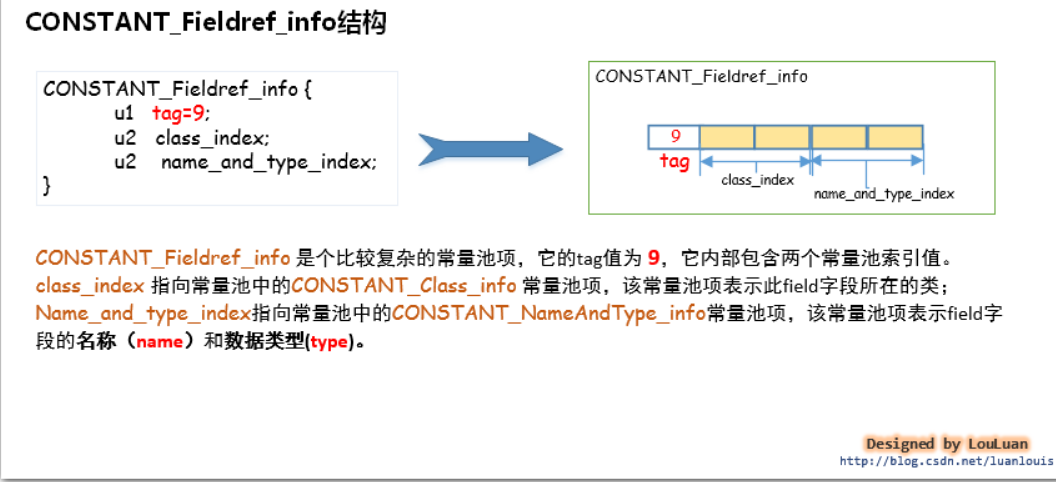 CONSTANT_Fieldref_info结构
CONSTANT_Fieldref_info {
u1 tag=9;
u2 class_index;
u2 name_and_type_index;
}
CONSTANT_Fieldref_info
9
tag
class_index
name_and_type_index
CONSTANT_Fieldref_info 是个比较复杂的常量池项，它的tag值为 9，它内部包含两个常量池索引值。
class_index 指向常量池中的CONSTANT_Class_info 常量池项，该常量池项表示此field字段所在的类；
Name_and_type_index指向常量池中的CONSTANT_NameAndType_info常量池项，该常量池项表示field字
段的名称（name）和数据类型(type)。
Designed by LouLuan
http://blog.csdn.net/luanlouis